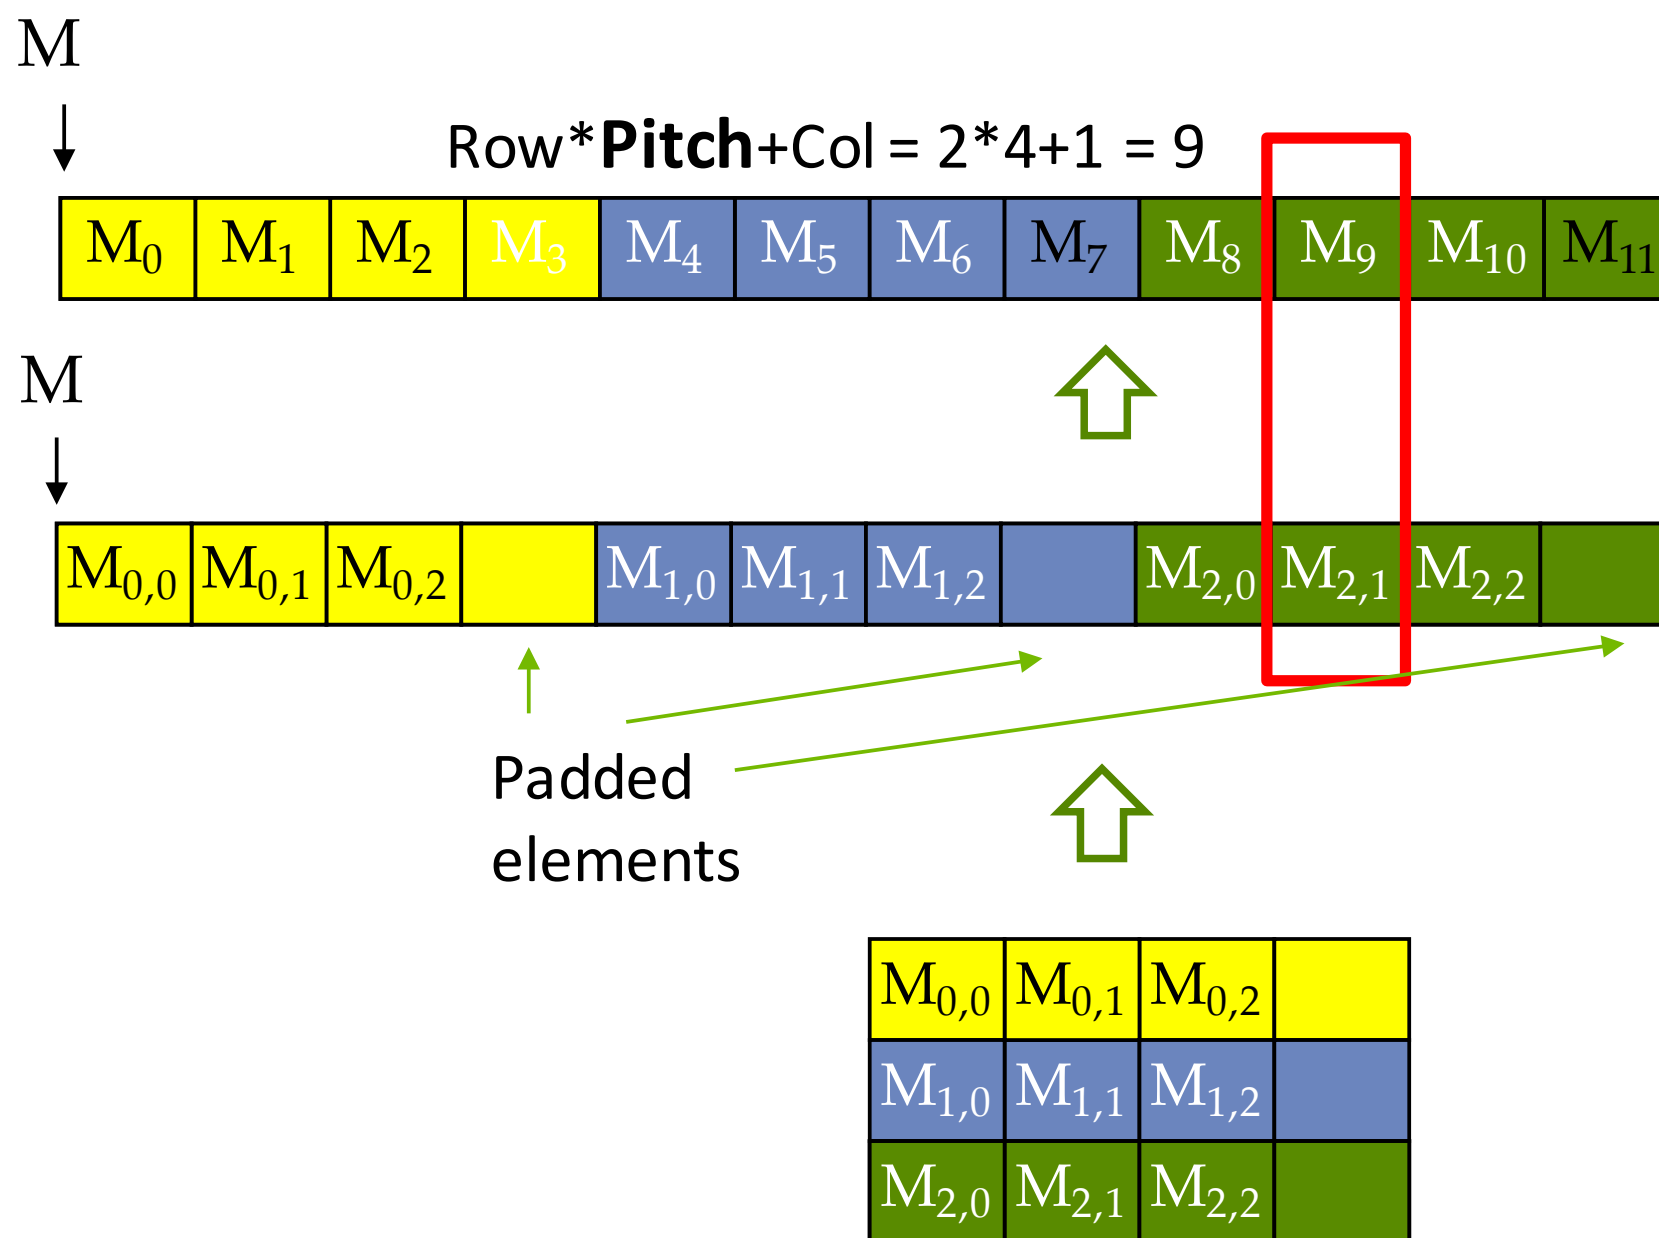 M
Row*Pitch+Col = 2*4+1 = 9
M0 M1 M2 M3 M4 M5 M6 M7 M8 M9 M10 M11
M
M0,0 M0,1 M0,2 M1,0 M1,1 M1,2 M2,0 M2,1 M2,2
Padded
elements
M0,0 M0,1 M0,2
M1,0 M1,1 M1,2
M2,0 M2,1 M2,2